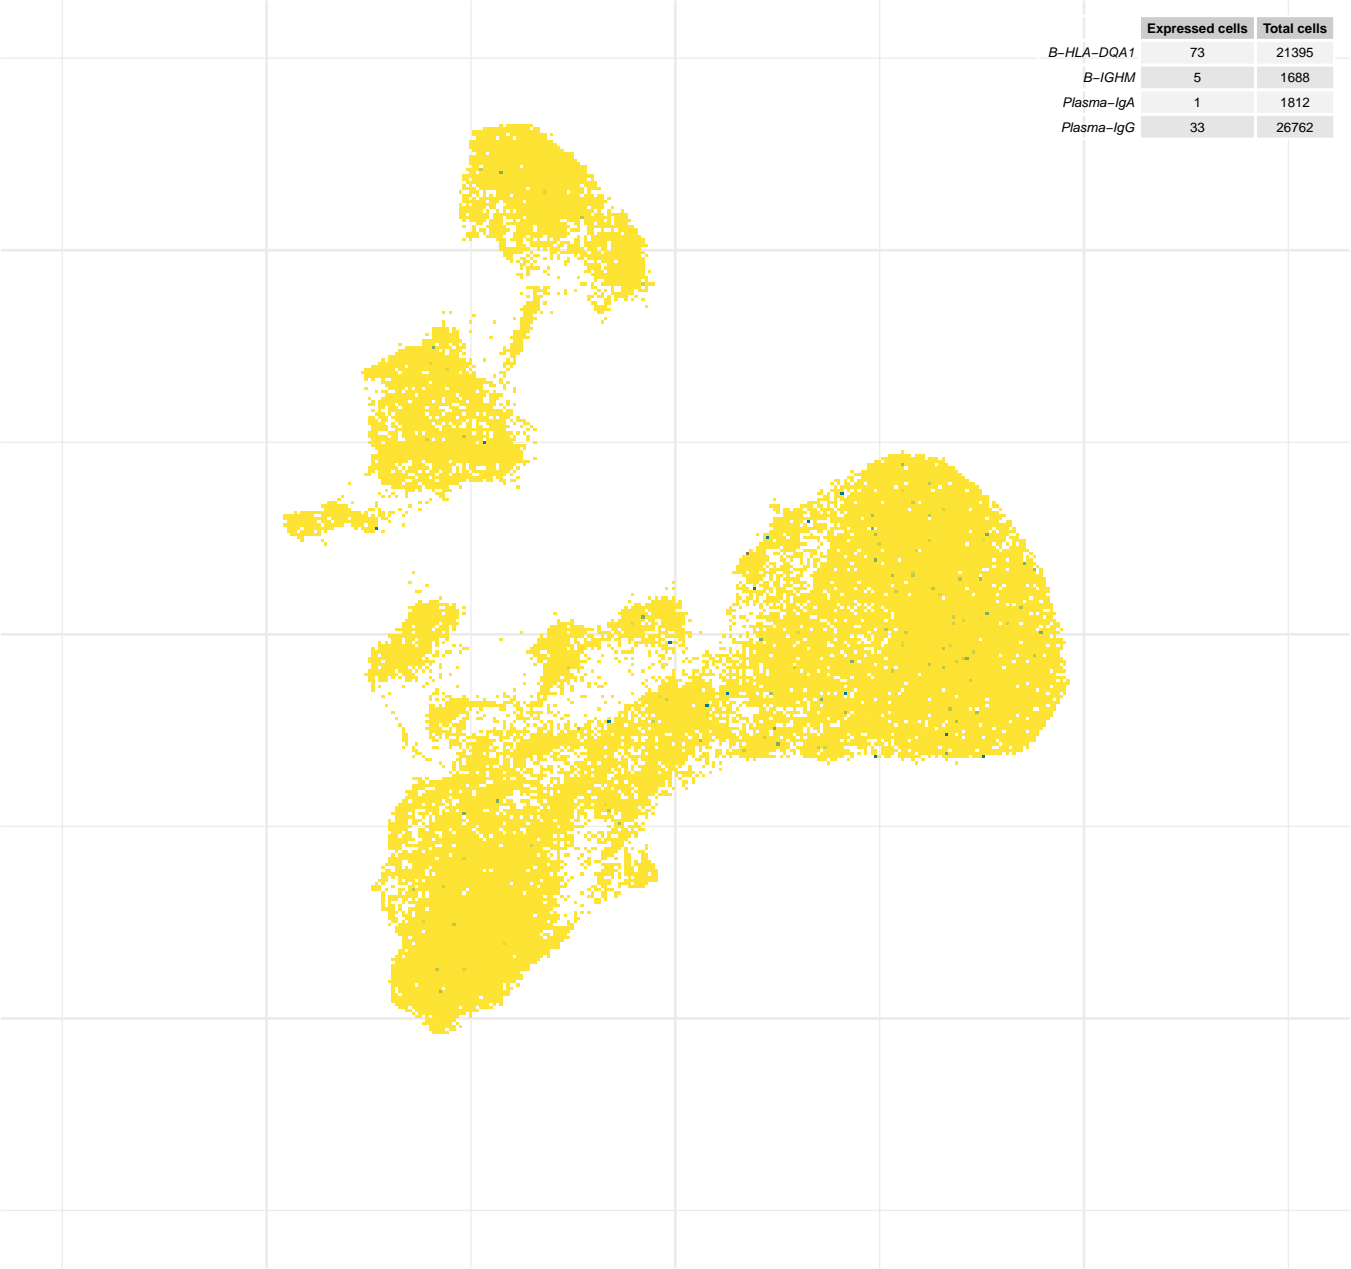 Expressed cells Total cells
B−HLA−DQA1 73 21395
B−IGHM 5 1688
Plasma−IgA 1 1812
Plasma−IgG 33 26762